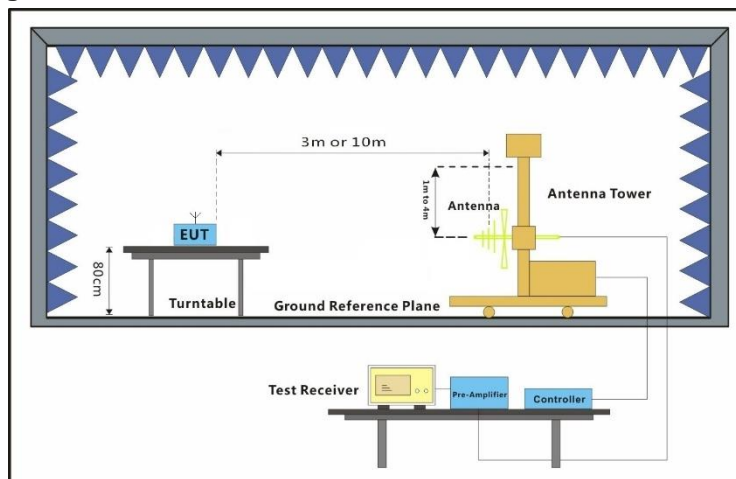 3m or 10m
1m to 4m
Antenna
Antenna Tower
EUT
80cm
Turntable
Ground Reference Plane
Test Receiver
Pre-Amplifier
Controller